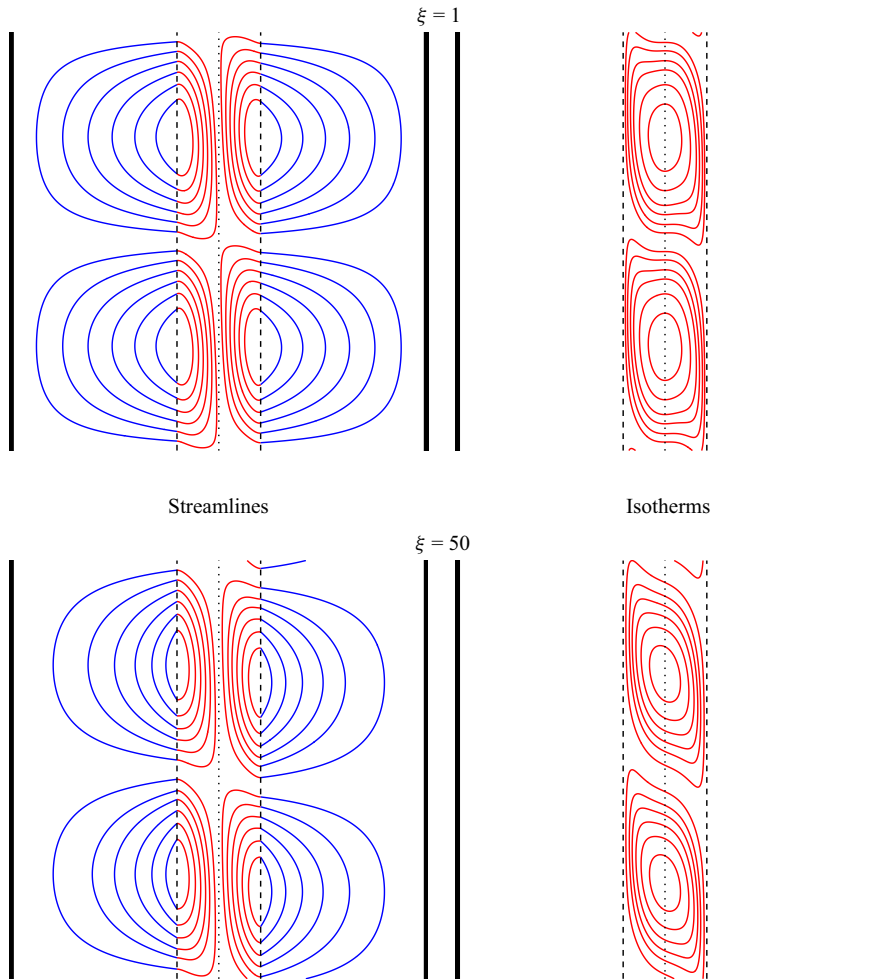 ξ = 1
Streamlines
Isotherms
ξ = 50